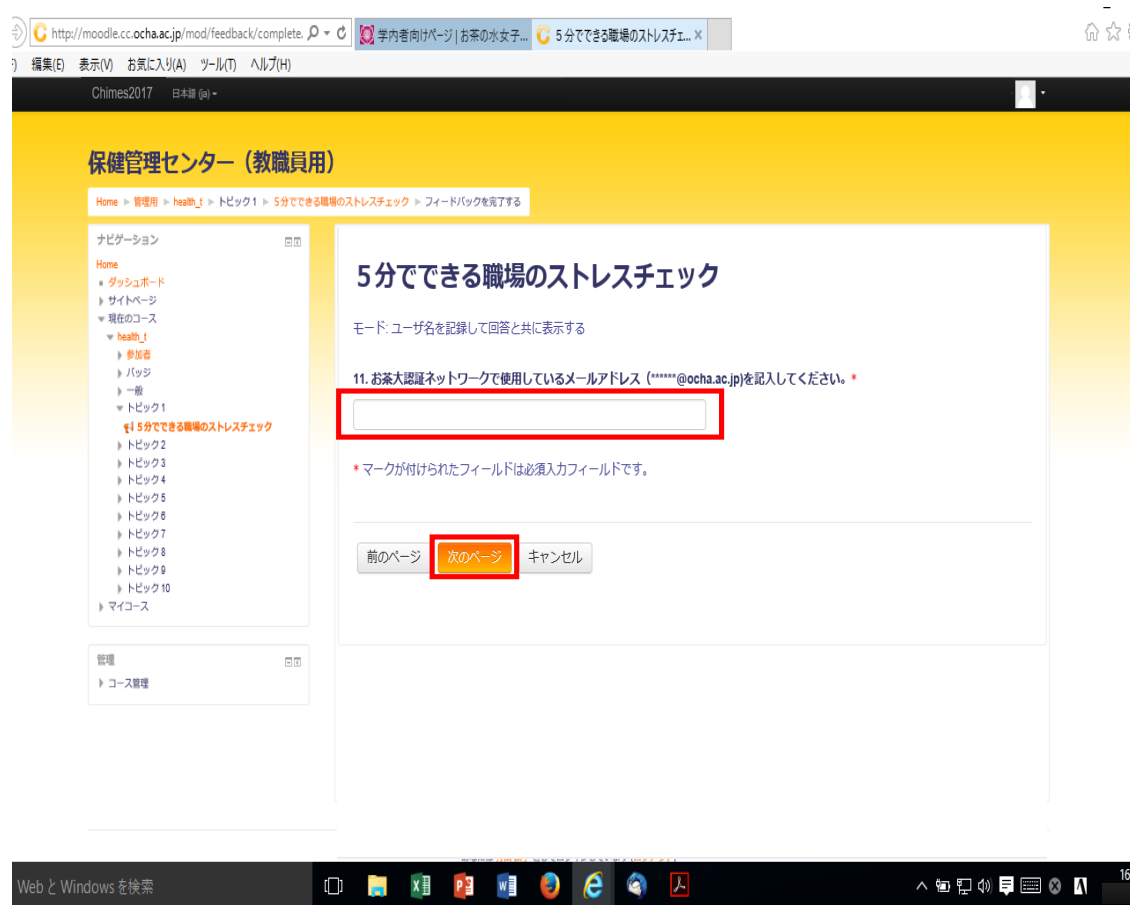 http://moodle.cc.ocha.ac.jp/mod/feedback/complete.
学内者向けページ | お茶の水女子...
５分でできる職場のストレスチェ...
編集(E) 表示(V) お気に入り(A) ツール(T) ヘルプ(H)
Chimes2017 日本語 (ja)
保健管理センター（教職員用）
Home 管理用 health_t トピック 1 ５分でできる職場のストレスチェック フィードバックを完了する
ナビゲーション
Home
ダッシュボード
サイトページ
現在のコース
health_t
参加者
バッジ
一般
トピック 1
５分でできる職場のストレスチェック
トピック 2
トピック 3
トピック 4
トピック 5
トピック 6
トピック 7
トピック 8
トピック 9
トピック 10
マイコース
管理
コース管理
５分でできる職場のストレスチェック
モード: ユーザ名を記録して回答と共に表示する
11. お茶大認証ネットワークで使用しているメールアドレス（******@ocha.ac.jp)を記入してください。*
* マークが付けられたフィールドは必須入力フィールドです。
前のページ 次のページ キャンセル
Web と Windows を検索
16